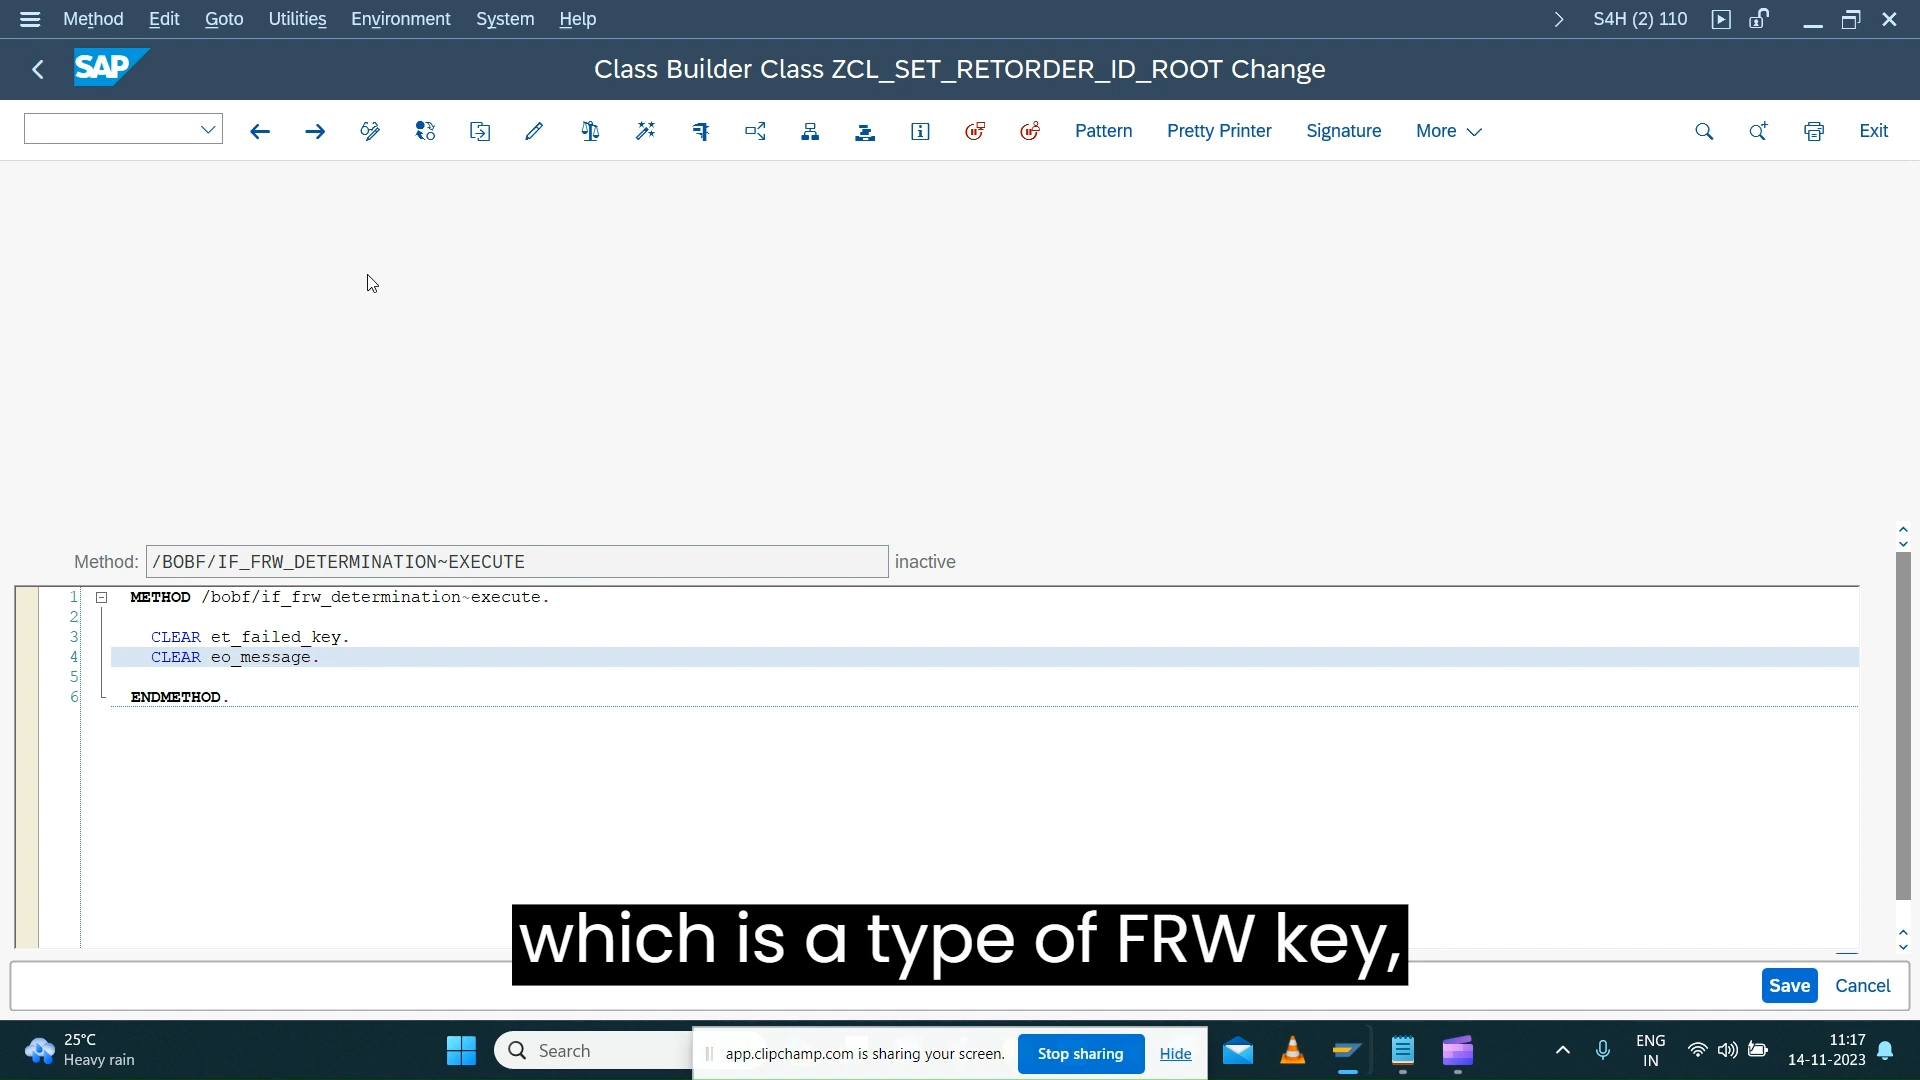 Method Edit Goto Utilities Environment System Help S4H (2) 110
SAP Class Builder Class ZCL_SET_RETORDER_ID_ROOT Change
Pattern Pretty Printer Signature More Exit
Method: /BOBF/IF_FRW_DETERMINATION~EXECUTE inactive
1 METHOD /bobf/if_frw_determination~execute.
2
3 CLEAR et_failed_key.
4 CLEAR eo_message.
5
6 ENDMETHOD.
which is a type of FRW key,
Save Cancel
25°C
Heavy rain
Search
app.clipchamp.com is sharing your screen. Stop sharing Hide
ENG
IN
11:17
14-11-2023